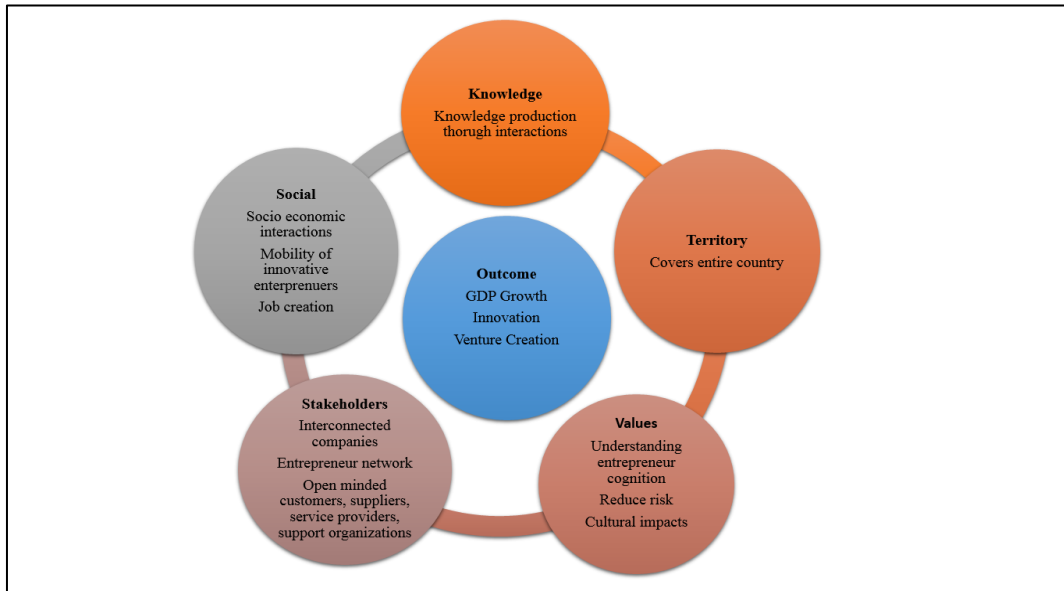 Knowledge
Knowledge production
thorugh interactions
Social
Socio economic
interactions
Mobility of
innovative
enterprenuers
Job creation
Territory
Covers entire country
Outcome
GDP Growth
Innovation
Venture Creation
Stakeholders
Interconnected
companies
Entrepreneur network
Open minded
customers, suppliers,
service providers,
support organizations
Values
Understanding
entrepreneur
cognition
Reduce risk
Cultural impacts